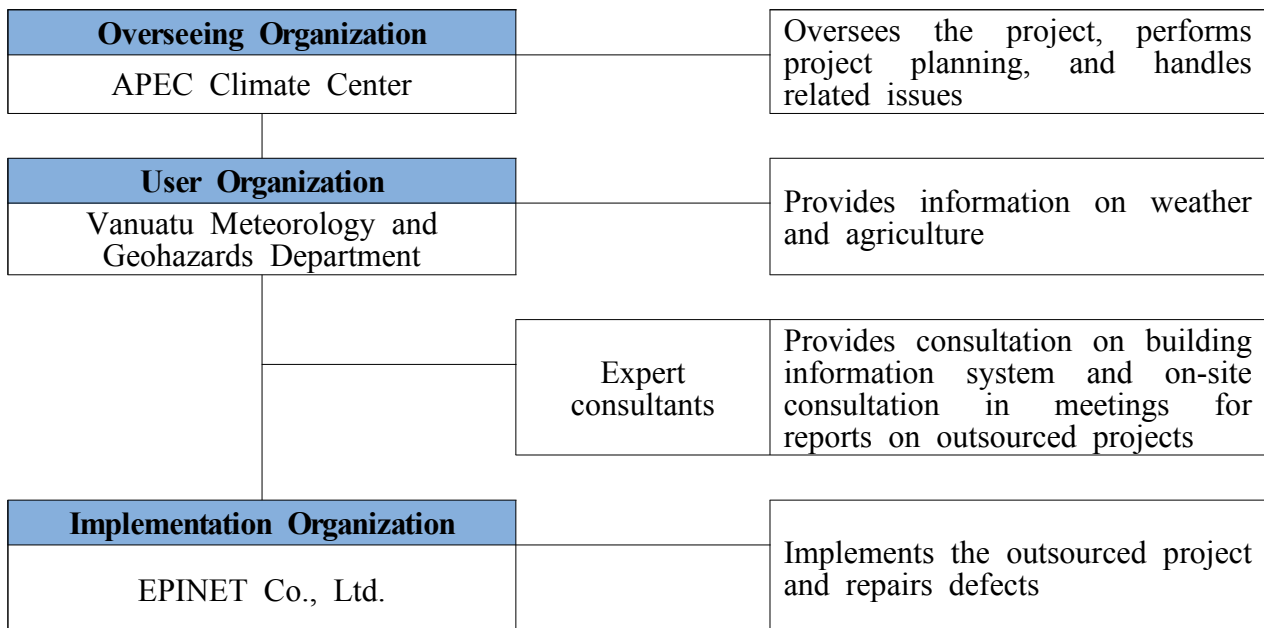 Overseeing Organization
APEC Climate Center
Oversees the project, performs
project planning, and handles
related issues
User Organization
Vanuatu Meteorology and
Geohazards Department
Provides information on weather
and agriculture
Expert
consultants
Provides consultation on building
information system and on-site
consultation in meetings for
reports on outsourced projects
Implementation Organization
EPINET Co., Ltd.
Implements the outsourced project
and repairs defects